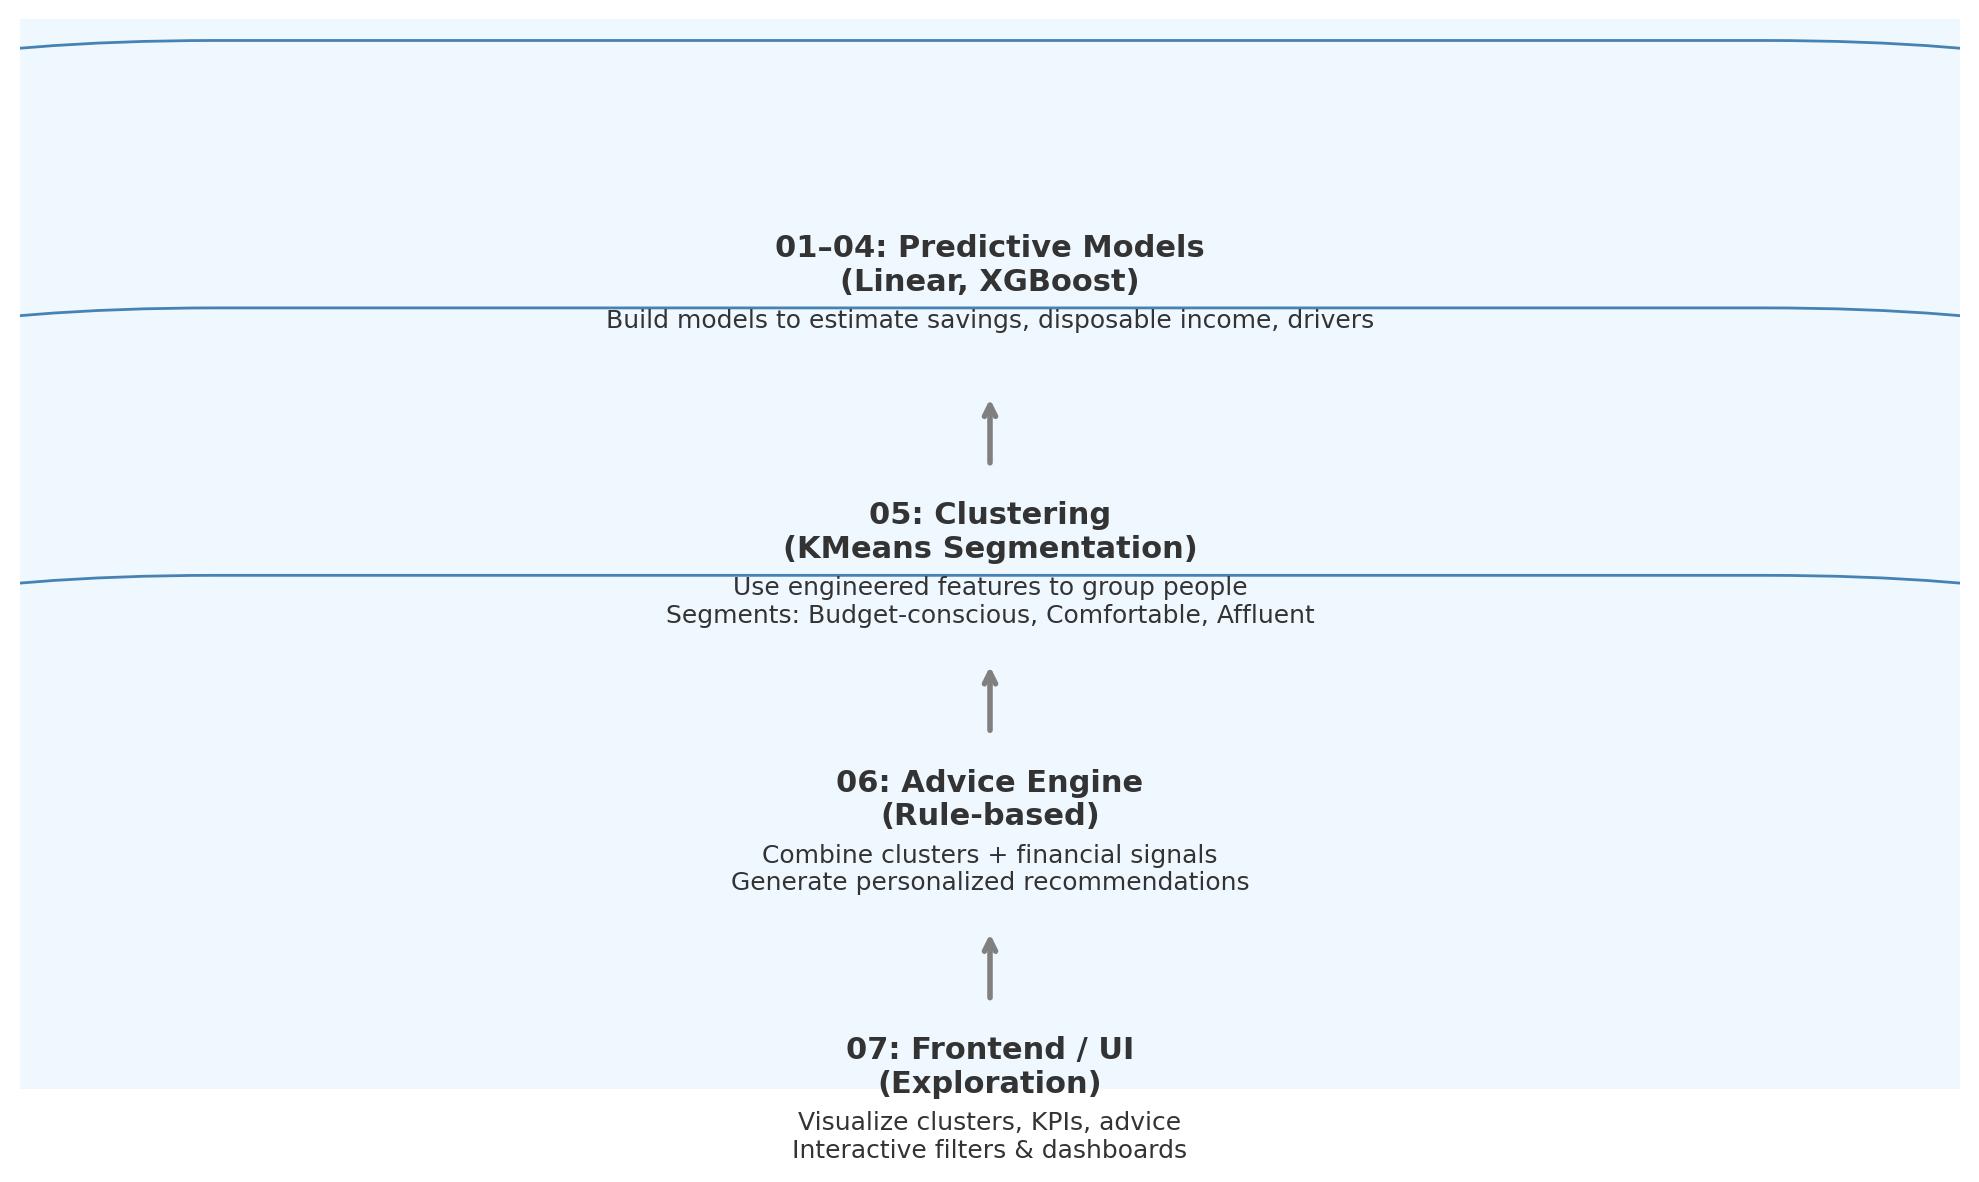 01–04: Predictive Models
(Linear, XGBoost)
Build models to estimate savings, disposable income, drivers
05: Clustering
(KMeans Segmentation)
Use engineered features to group people
Segments: Budget-conscious, Comfortable, Affluent
06: Advice Engine
(Rule-based)
Combine clusters + financial signals
Generate personalized recommendations
07: Frontend / UI
(Exploration)
Visualize clusters, KPIs, advice
Interactive filters & dashboards